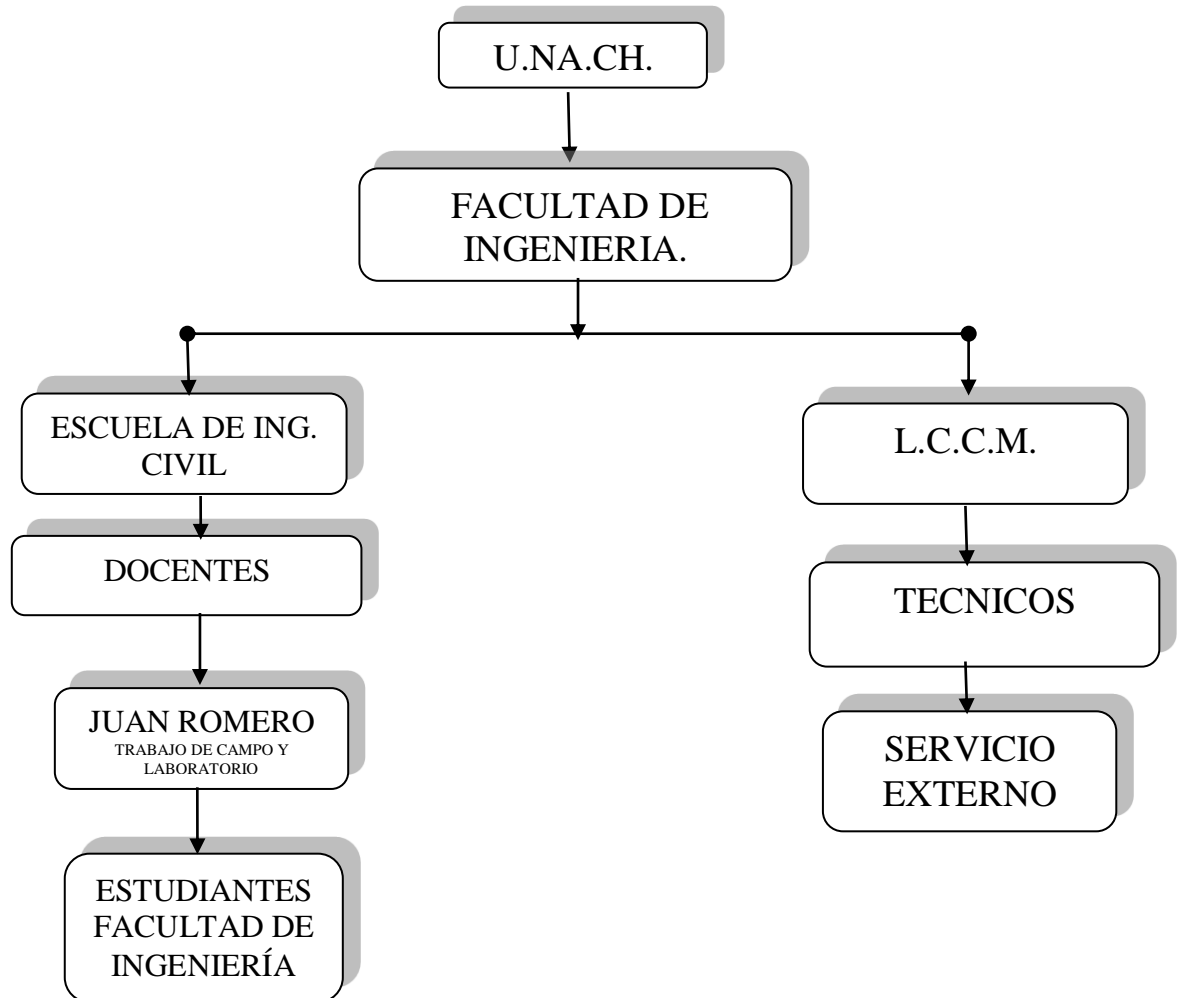 U.NA.CH.
FACULTAD DE
INGENIERIA.
ESCUELA DE ING.
CIVIL
L.C.C.M.
DOCENTES
TECNICOS
JUAN ROMERO
TRABAJO DE CAMPO Y
LABORATORIO
SERVICIO
EXTERNO
ESTUDIANTES
FACULTAD DE
INGENIERÍA